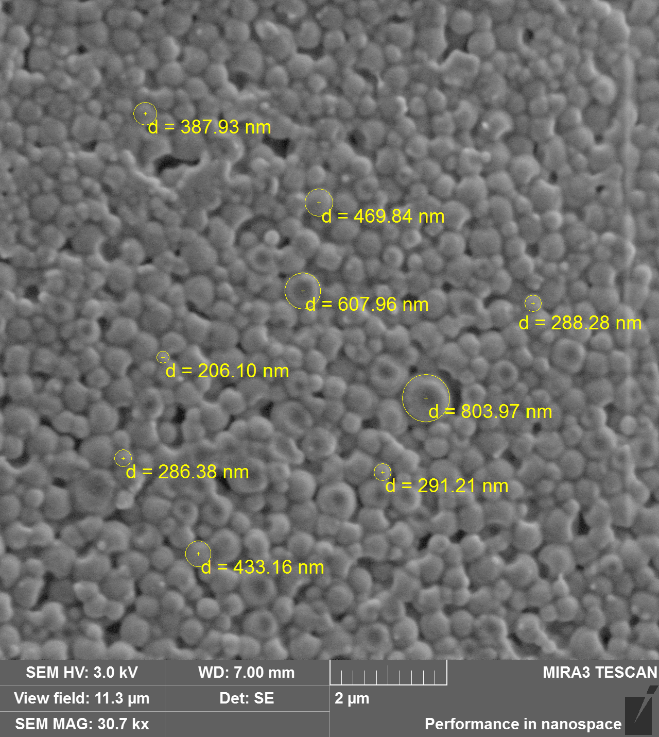 d = 387.93 nm
d = 469.84 nm
d = 607.96 nm
d = 288.28 nm
d = 206.10 nm
d = 803.97 nm
d = 286.38 nm
d = 291.21 nm
d = 433.16 nm
SEM HV: 3.0 kV WD: 7.00 mm MIRA3 TESCAN
View field: 11.3 µm Det: SE 2 µm
SEM MAG: 30.7 kx Performance in nanospace